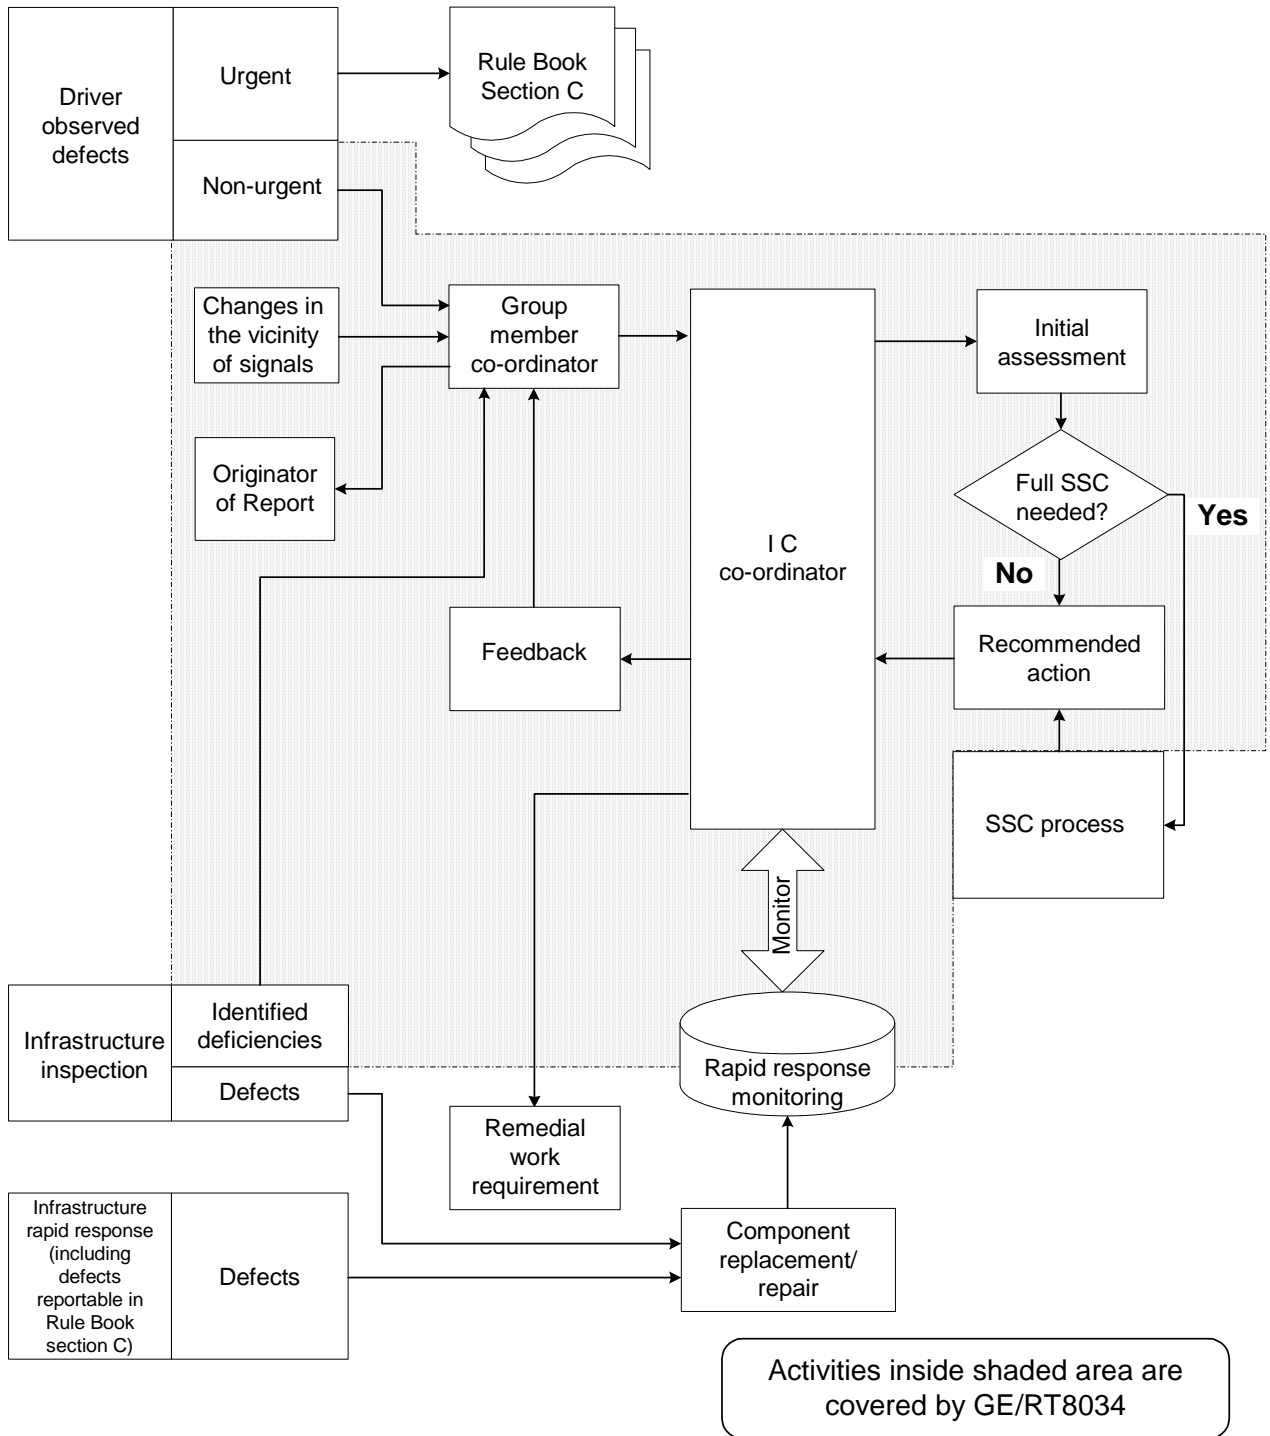 Driver
observed
defects
Urgent
Rule Book
Section C
Non-urgent
Changes in
the vicinity
of signals
Group
member
co-ordinator
Initial
assessment
Originator
of Report
Full SSC
needed?
Yes
No
I C
co-ordinator
Feedback
Recommended
action
SSC process
Monitor
Infrastructure
inspection
Identified
deficiencies
Defects
Rapid response
monitoring
Remedial
work
requirement
Infrastructure
rapid response
(including
defects
reportable in
Rule Book
section C)
Defects
Component
replacement/
repair
Activities inside shaded area are
covered by GE/RT8034